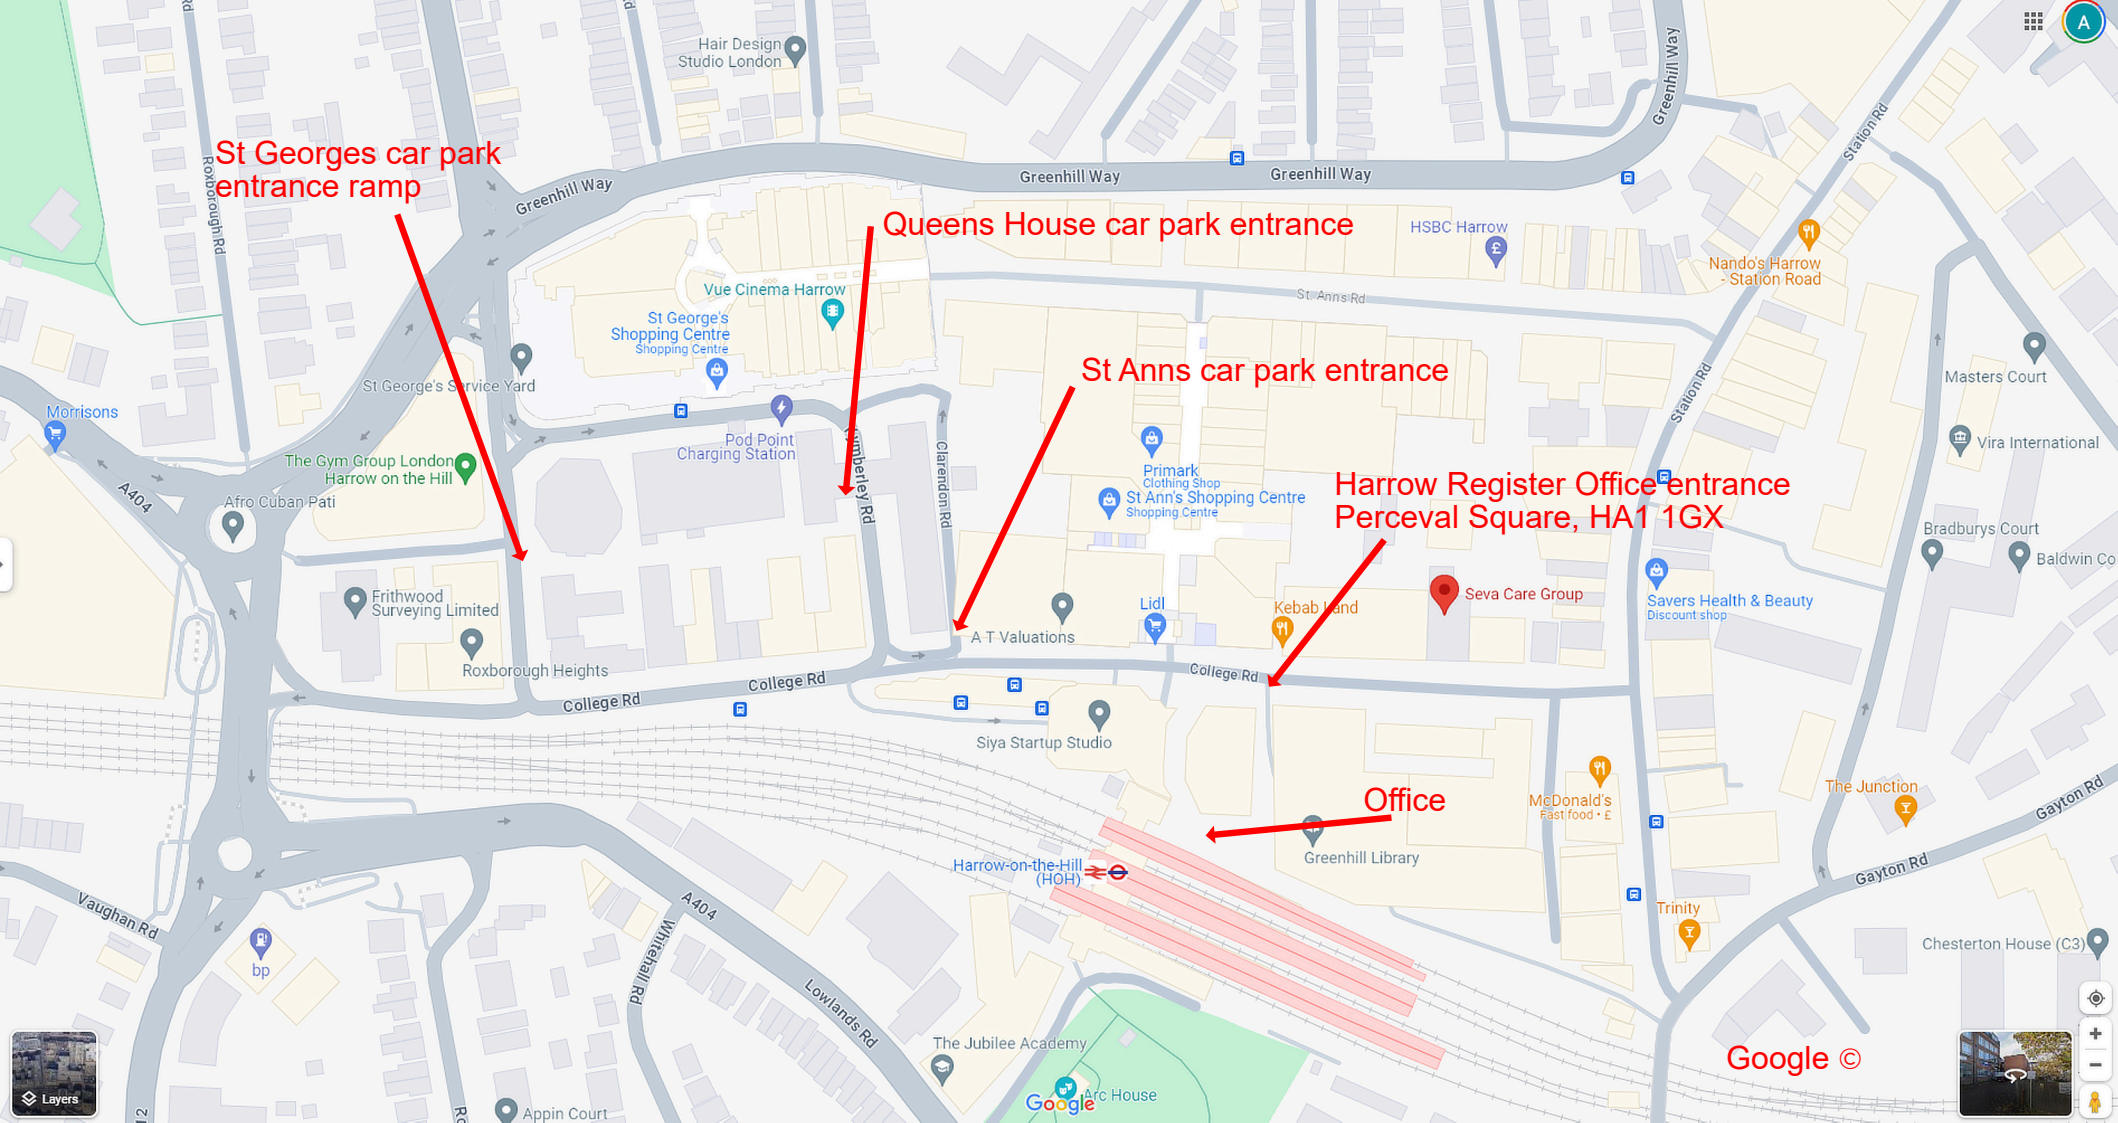 Hair Design
Studio London
A
Greenhill Way
Station Rd
St Georges car park
entrance ramp
Roxborough Rd
Greenhill Way
Greenhill Way
Greenhill Way
Queens House car park entrance
HSBC Harrow
Nando's Harrow
- Station Road
Vue Cinema Harrow
St. Anns Rd
St George's
Shopping Centre
Shopping Centre
St George's Service Yard
St Anns car park entrance
Station Rd
Masters Court
Morrisons
Pod Point
Charging Station
Kymberley Rd
Clarendon Rd
Vira International
The Gym Group London
Harrow on the Hill
Primark
Clothing Shop
St Ann's Shopping Centre
Shopping Centre
Harrow Register Office entrance
Perceval Square, HA1 1GX
A404
Afro Cuban Pati
Bradburys Court
Baldwin Co
Frithwood
Surveying Limited
Lidl
Kebab Land
Seva Care Group
Savers Health & Beauty
Discount shop
A T Valuations
Roxborough Heights
College Rd
College Rd
College Rd
Siya Startup Studio
Office
McDonald's
Fast food • £
The Junction
Gayton Rd
Greenhill Library
Harrow-on-the-Hill
(HOH)
Gayton Rd
Vaughan Rd
A404
Whitehall Rd
Trinity
Chesterton House (C3)
bp
Lowlands Rd
The Jubilee Academy
Google ©
Layers
Arc House
Google
Appin Court